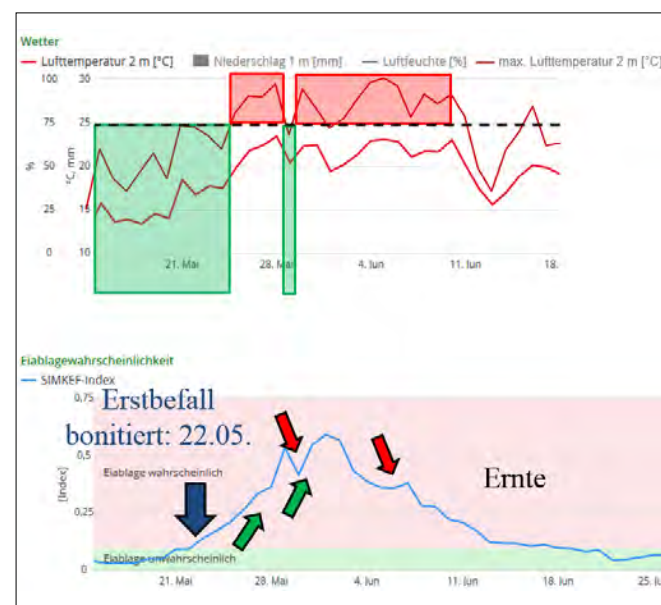 Wetter
Lufttemperatur 2 m [°C] Niederschlag 1 m [mm] Luftfeuchte [%] max. Lufttemperatur 2 m [°C]
100 30
75 25
% 50 °C, mm 20
25 15
0 10
21. Mai 28. Mai 4. Jun 11. Jun 18.
Eiablagewahrscheinlichkeit
SIMKEF-Index
0,75
Erstbefall
bonitiert: 22.05.
0,5
Eiablage wahrscheinlich
Ernte
[Index]
0,25
Eiablage unwahrscheinlich
0
21. Mai 28. Mai 4. Jun 11. Jun 18. Jun 25. Ju